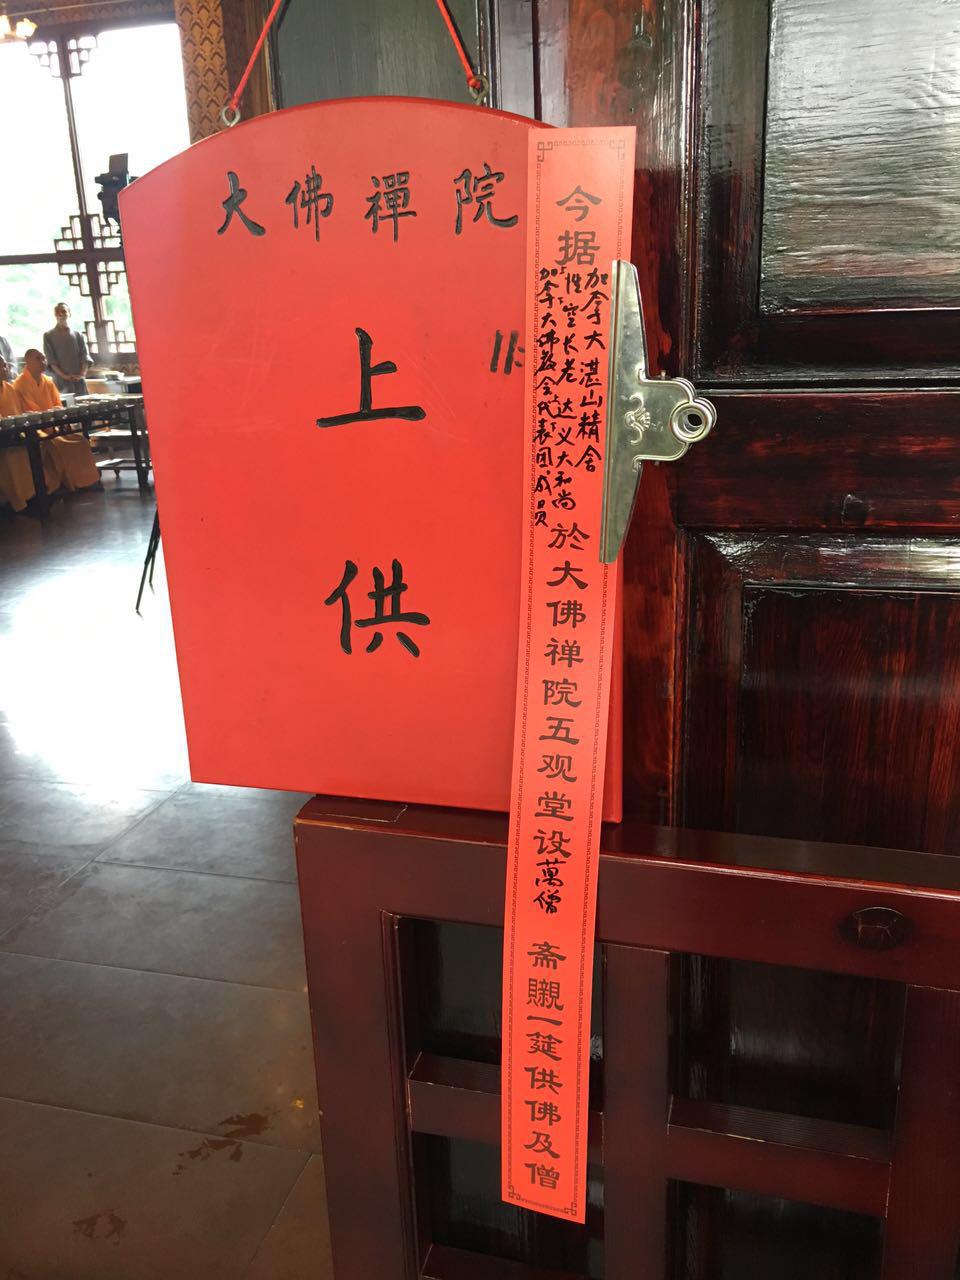 大佛禪院
上供
11:
今据
加拿大湛山精舍
性空长老达义大和尚
加拿大佛教会代表团成员
於大佛禅院五观堂设
萬僧
斋䞋一筵供佛及僧